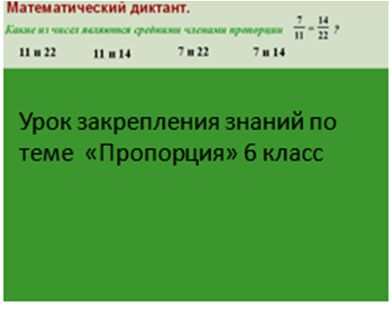 Математический диктант.
Какие из чисел являются средними членами пропорции 7/11 = 14/22 ?
11 и 22 11 и 14 7 и 22 7 и 14
Урок закрепления знаний по
теме «Пропорция» 6 класс